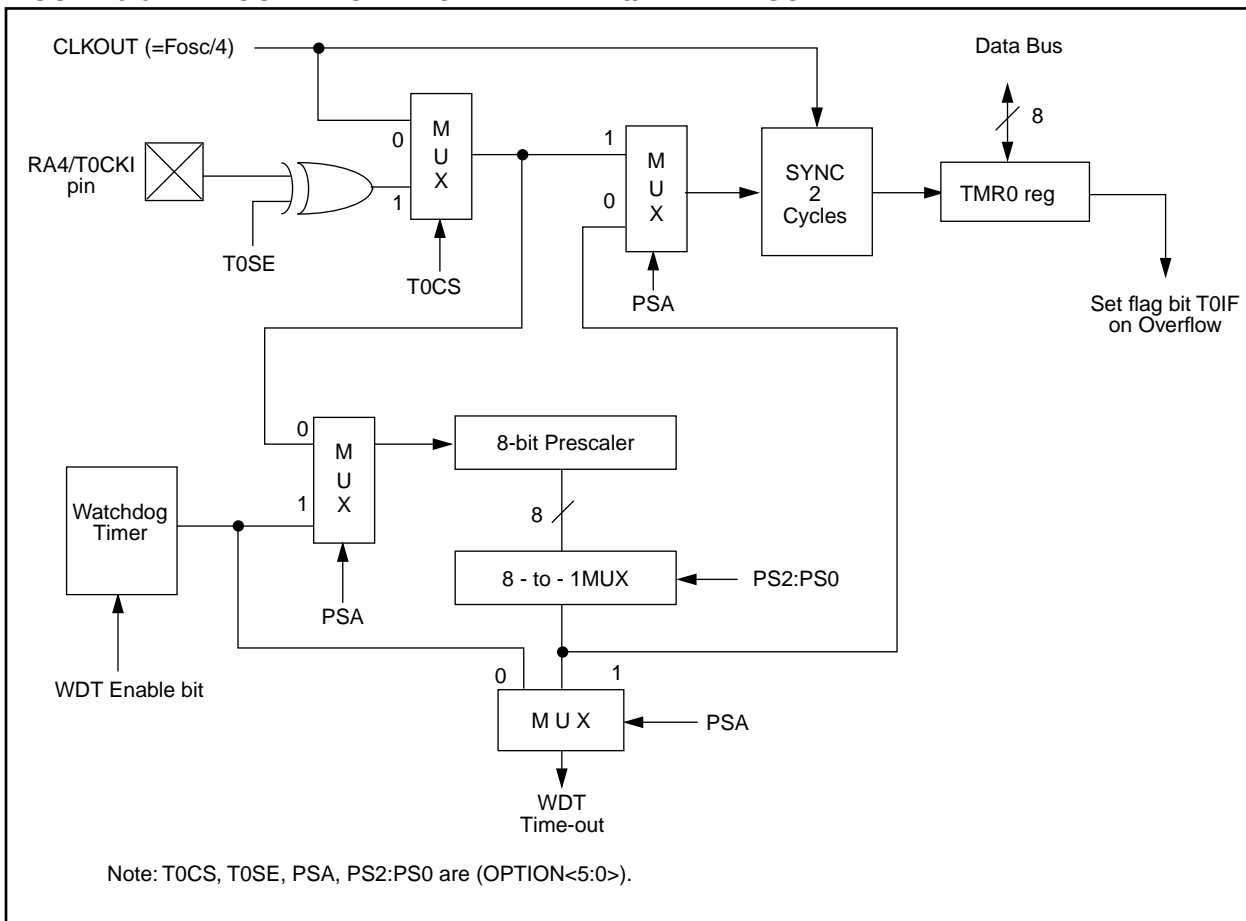 CLKOUT (=Fosc/4)
Data Bus
8
RA4/T0CKI
pin
T0SE
0
1
M
U
X
T0CS
1
0
M
U
X
PSA
SYNC
2
Cycles
TMR0 reg
Set flag bit T0IF
on Overflow
0
1
M
U
X
PSA
8-bit Prescaler
8
Watchdog
Timer
WDT Enable bit
8 - to - 1MUX
PS2:PS0
0
1
M U X
PSA
WDT
Time-out
Note: T0CS, T0SE, PSA, PS2:PS0 are (OPTION<5:0>).